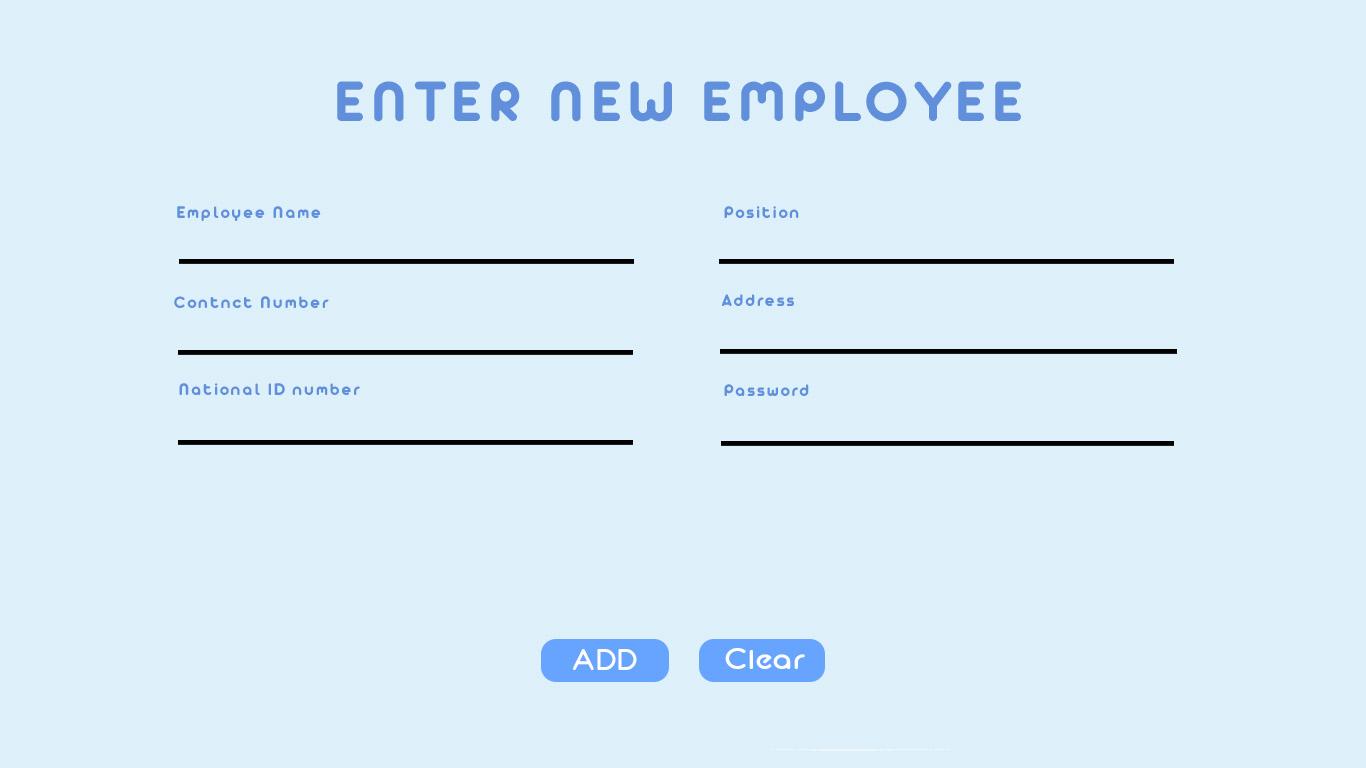 ENTER NEW EMPLOYEE
Employee Name
Position
Contnct Number
Address
National ID number
Password
ADD
Clear